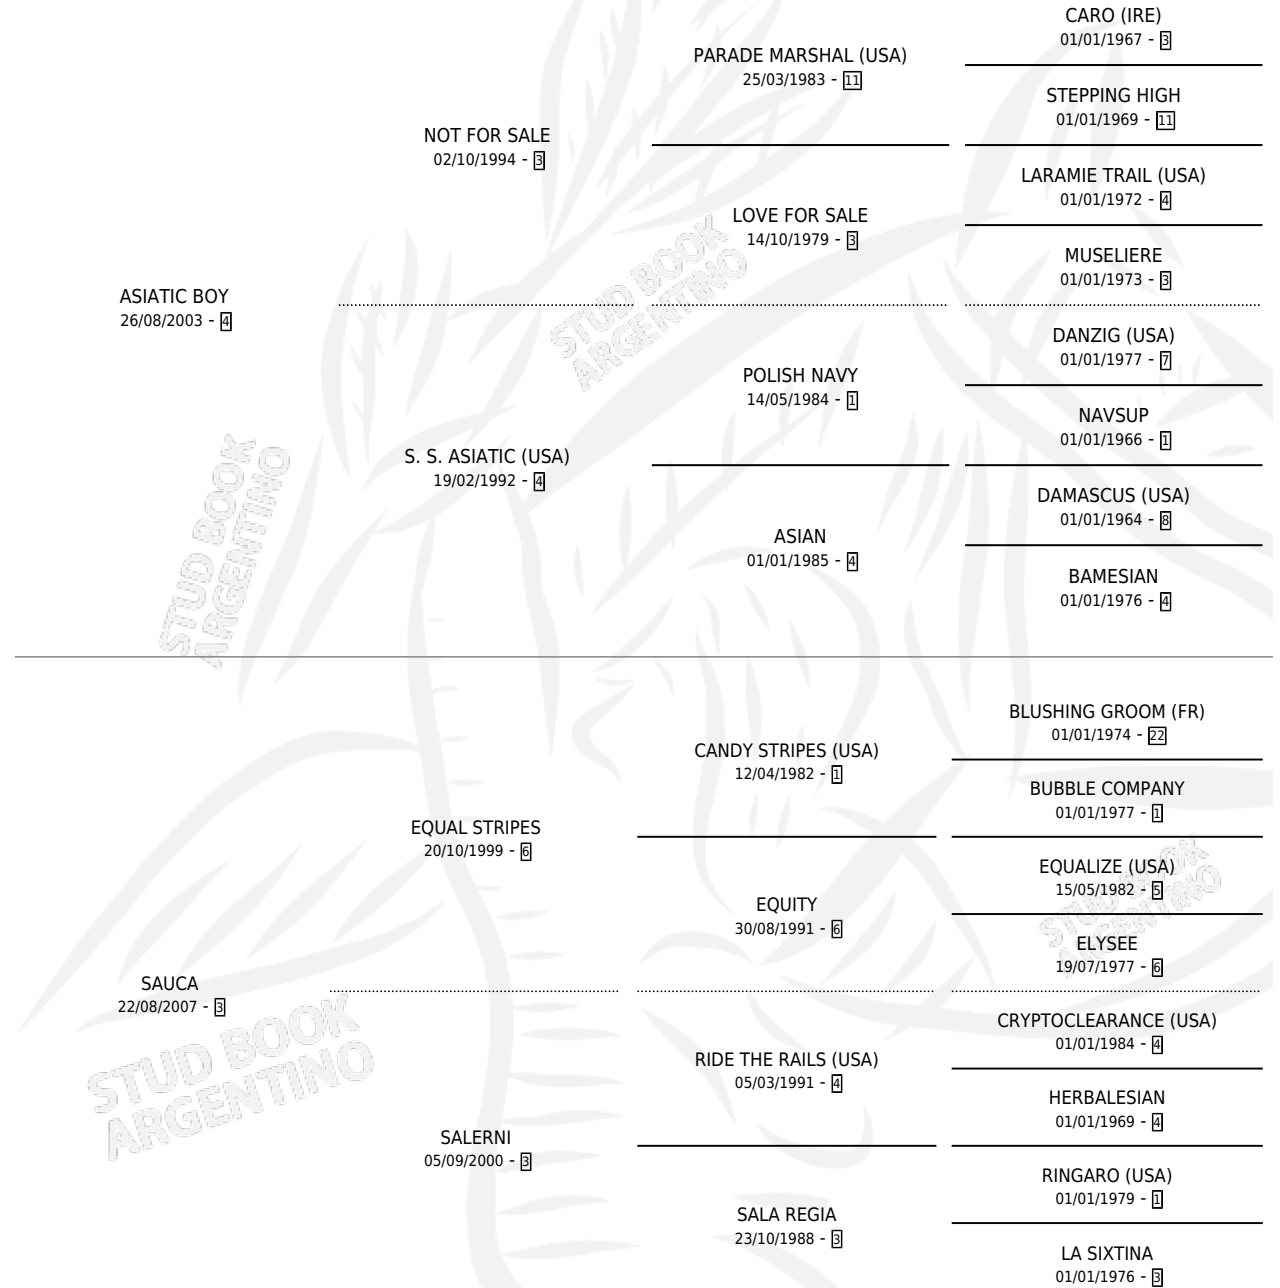 CARO (IRE)
01/01/1967 - 3
PARADE MARSHAL (USA)
25/03/1983 - 11
STEPPING HIGH
01/01/1969 - 11
NOT FOR SALE
02/10/1994 - 3
LARAMIE TRAIL (USA)
01/01/1972 - 4
LOVE FOR SALE
14/10/1979 - 3
MUSELIERE
01/01/1973 - 3
ASIATIC BOY
26/08/2003 - 4
DANZIG (USA)
01/01/1977 - 7
POLISH NAVY
14/05/1984 - 1
NAVSUP
01/01/1966 - 1
S. S. ASIATIC (USA)
19/02/1992 - 4
DAMASCUS (USA)
01/01/1964 - 8
ASIAN
01/01/1985 - 4
BAMESIAN
01/01/1976 - 4
BLUSHING GROOM (FR)
01/01/1974 - 22
CANDY STRIPES (USA)
12/04/1982 - 1
BUBBLE COMPANY
01/01/1977 - 1
EQUAL STRIPES
20/10/1999 - 6
EQUALIZE (USA)
15/05/1982 - 5
EQUITY
30/08/1991 - 6
ELYSEE
19/07/1977 - 6
SAUCA
22/08/2007 - 3
CRYPTOCLEARANCE (USA)
01/01/1984 - 4
RIDE THE RAILS (USA)
05/03/1991 - 4
HERBALESIAN
01/01/1969 - 4
SALERNI
05/09/2000 - 3
RINGARO (USA)
01/01/1979 - 1
SALA REGIA
23/10/1988 - 3
LA SIXTINA
01/01/1976 - 3
STUD BOOK
ARGENTINO
STUD BOOK
ARGENTINO
STUD BOOK
ARGENTINO
STUD BOOK
ARGENTINO